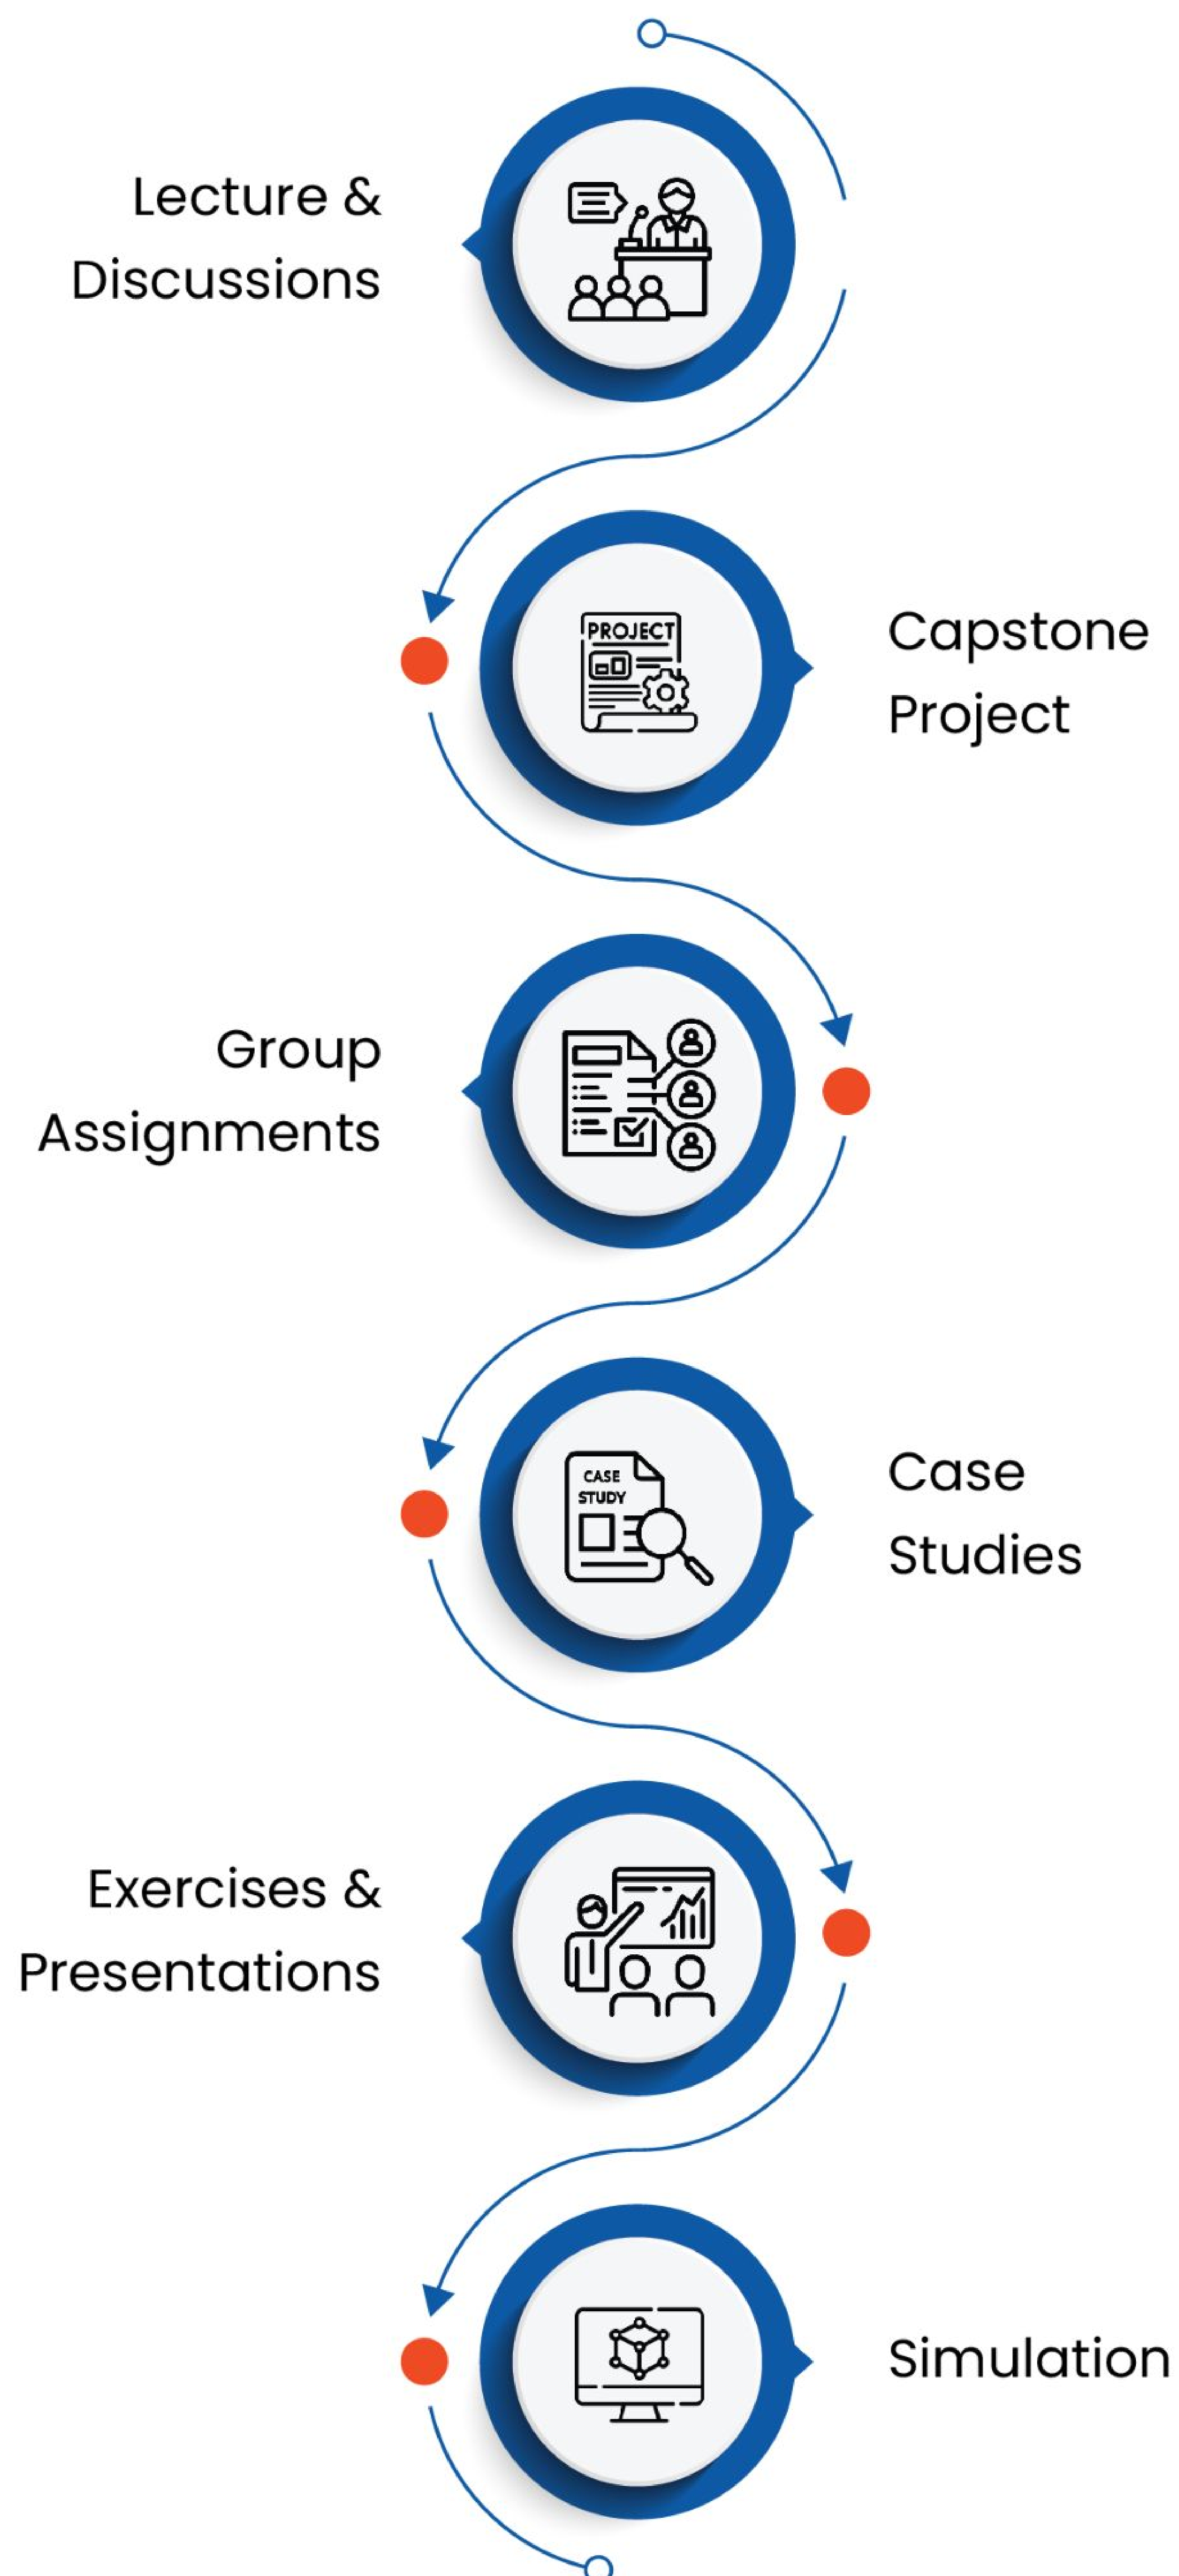 Lecture &
Discussions
PROJECT
Capstone
Project
Group
Assignments
CASE
STUDY
Case
Studies
Exercises &
Presentations
Simulation